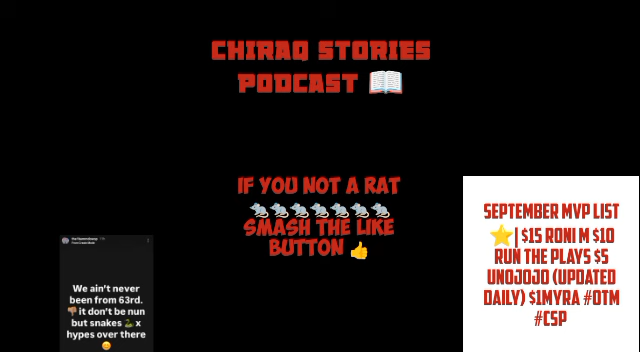 CHIRAQ STORIES
PODCAST 📖
IF YOU NOT A RAT
🐀🐀🐀🐀🐀🐀🐀
SMASH THE LIKE
BUTTON 👍
SEPTEMBER MVP LIST
⭐| $15 RONI M $10
RUN THE PLAYS $5
UNOJOJO (UPDATED
DAILY) $1MYRA #OTM
#CSP
We ain't never
been from 63rd.
👎🏾 it don't be nun
but snakes 🐍 x
hypes over there
😊